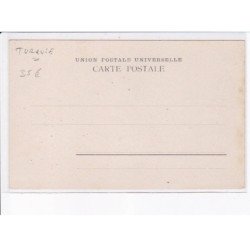 TURQUIE
35€
UNION POSTALE UNIVERSELLE
CARTE POSTALE